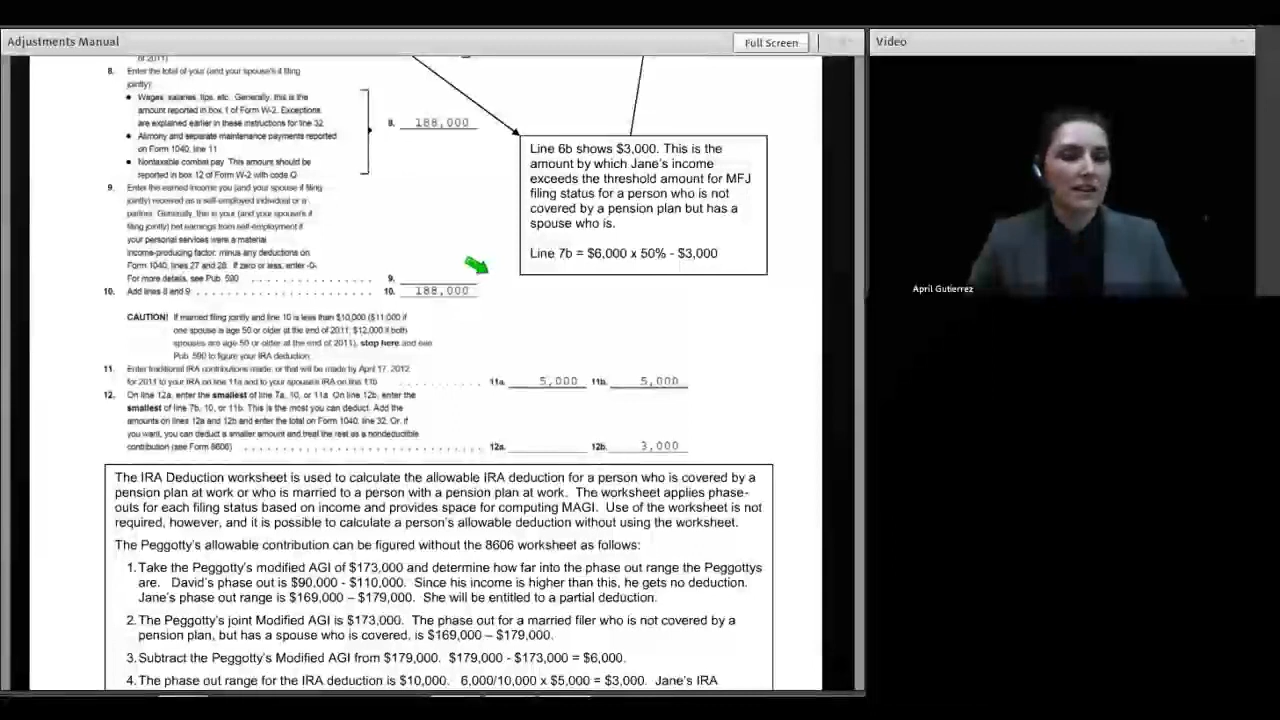 Adjustments Manual
Full Screen
Video
of 2011)
8. Enter the total of your (and your spouse's if filing
jointly):
• Wages, salaries, tips, etc. Generally, this is the
amount reported in box 1 of Form W-2. Exceptions
are explained earlier in these instructions for line 32.
• Alimony and separate maintenance payments reported
on Form 1040, line 11
• Nontaxable combat pay. This amount should be
reported in box 12 of Form W-2 with code Q
8. 188,000
Line 6b shows $3,000. This is the
amount by which Jane's income
exceeds the threshold amount for MFJ
filing status for a person who is not
covered by a pension plan but has a
spouse who is.
Line 7b = $6,000 x 50% - $3,000
9. Enter the earned income you (and your spouse if filing
jointly) received as a self-employed individual or a
partner. Generally, this is your (and your spouse's if
filing jointly) net earnings from self-employment if
your personal services were a material
income-producing factor, minus any deductions on
Form 1040, lines 27 and 28. If zero or less, enter -0-.
For more details, see Pub. 590 9.
10. Add lines 8 and 9 10. 188,000
CAUTION! If married filing jointly and line 10 is less than $10,000 ($11,000 if
one spouse is age 50 or older at the end of 2011; $12,000 if both
spouses are age 50 or older at the end of 2011), stop here and see
Pub. 590 to figure your IRA deduction.
11. Enter traditional IRA contributions made, or that will be made by April 17, 2012,
for 2011 to your IRA on line 11a and to your spouse's IRA on line 11b 11a. 5,000 11b. 5,000
12. On line 12a, enter the smallest of line 7a, 10, or 11a. On line 12b, enter the
smallest of line 7b, 10, or 11b. This is the most you can deduct. Add the
amounts on lines 12a and 12b and enter the total on Form 1040, line 32. Or, if
you want, you can deduct a smaller amount and treat the rest as a nondeductible
contribution (see Form 8606) 12a. 12b. 3,000
The IRA Deduction worksheet is used to calculate the allowable IRA deduction for a person who is covered by a
pension plan at work or who is married to a person with a pension plan at work. The worksheet applies phase-
outs for each filing status based on income and provides space for computing MAGI. Use of the worksheet is not
required, however, and it is possible to calculate a person's allowable deduction without using the worksheet.
The Peggotty's allowable contribution can be figured without the 8606 worksheet as follows:
1. Take the Peggotty's modified AGI of $173,000 and determine how far into the phase out range the Peggottys
are. David's phase out is $90,000 - $110,000. Since his income is higher than this, he gets no deduction.
Jane's phase out range is $169,000 – $179,000. She will be entitled to a partial deduction.
2. The Peggotty's joint Modified AGI is $173,000. The phase out for a married filer who is not covered by a
pension plan, but has a spouse who is covered, is $169,000 – $179,000.
3. Subtract the Peggotty's Modified AGI from $179,000. $179,000 - $173,000 = $6,000.
4. The phase out range for the IRA deduction is $10,000. 6,000/10,000 x $5,000 = $3,000. Jane's IRA
April Gutierrez